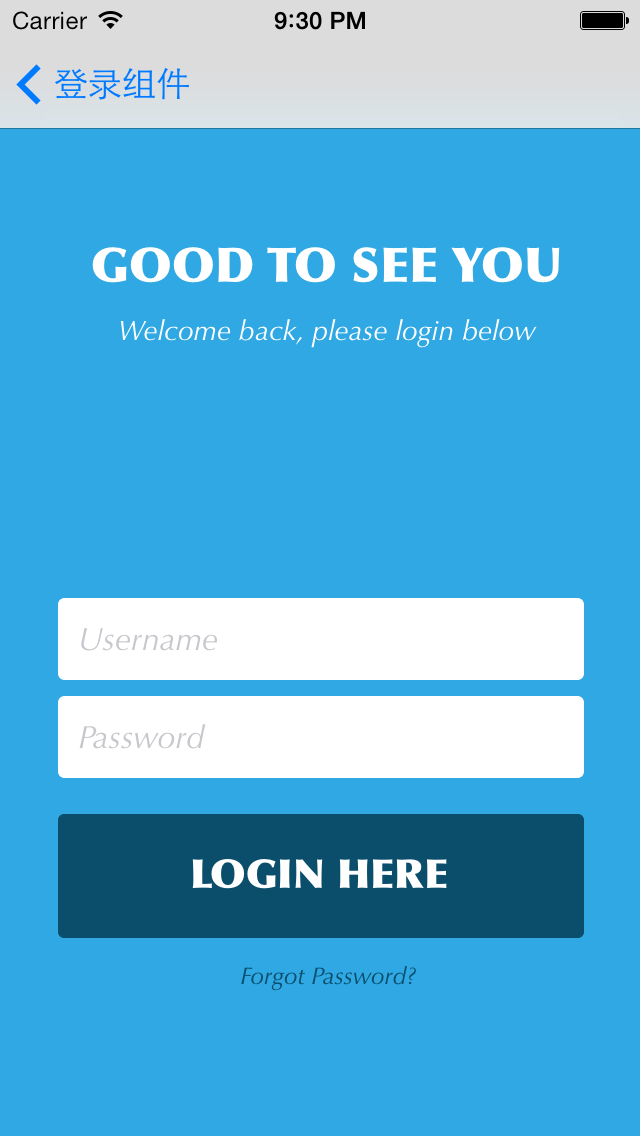 Carrier 9:30 PM
登录组件
GOOD TO SEE YOU
Welcome back, please login below
Username
Password
LOGIN HERE
Forgot Password?